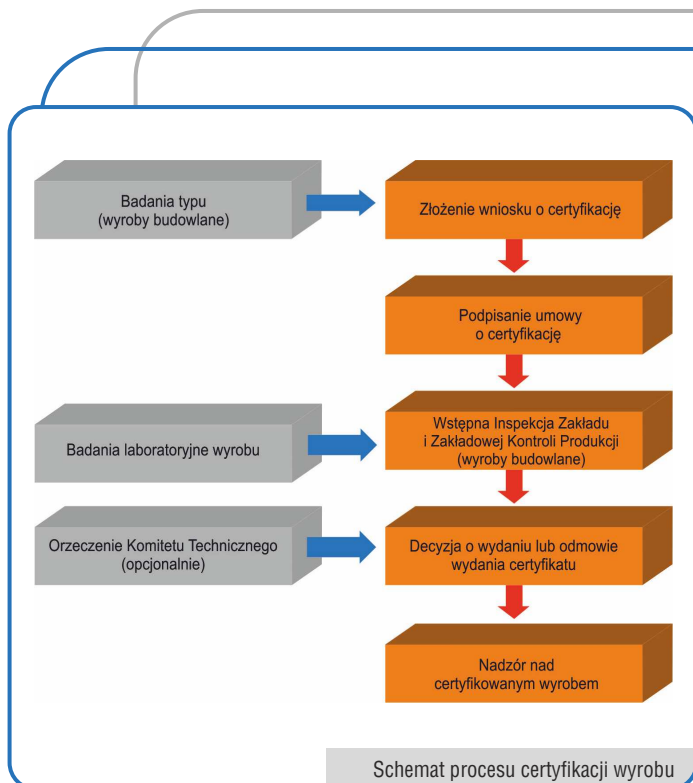 Badania typu
(wyroby budowlane)
Złożenie wniosku o certyfikację
Podpisanie umowy
o certyfikację
Badania laboratoryjne wyrobu
Wstępna Inspekcja Zakładu
i Zakładowej Kontroli Produkcji
(wyroby budowlane)
Orzeczenie Komitetu Technicznego
(opcjonalnie)
Decyzja o wydaniu lub odmowie
wydania certyfikatu
Nadzór nad
certyfikowanym wyrobem
Schemat procesu certyfikacji wyrobu